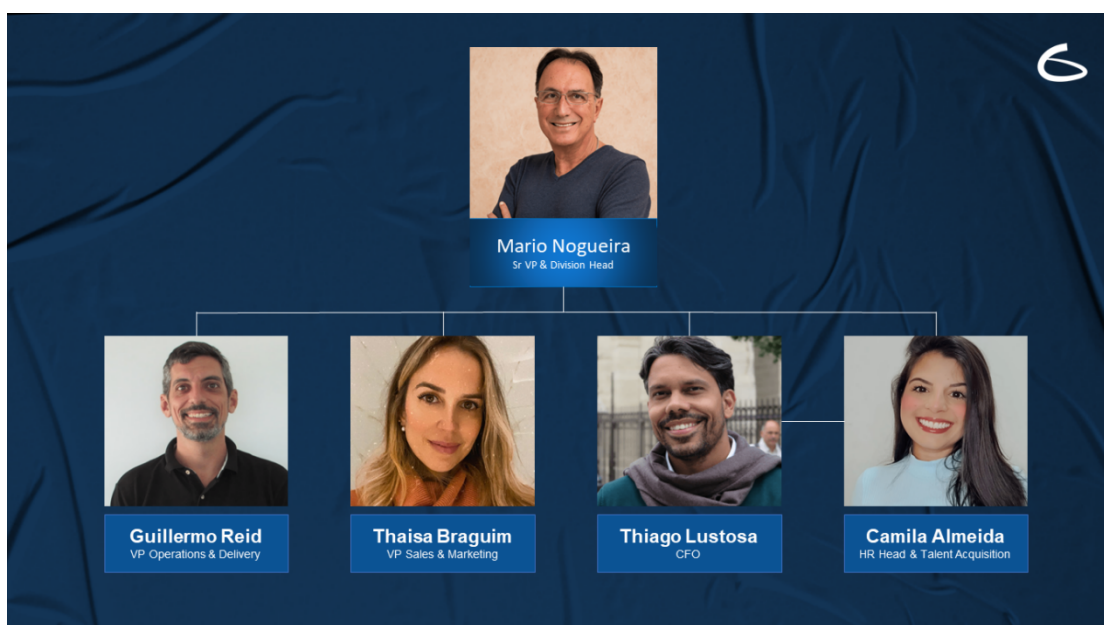 Mario Nogueira
Sr VP & Division Head
Guillermo Reid
VP Operations & Delivery
Thaisa Braguim
VP Sales & Marketing
Thiago Lustosa
CFO
Camila Almeida
HR Head & Talent Acquisition